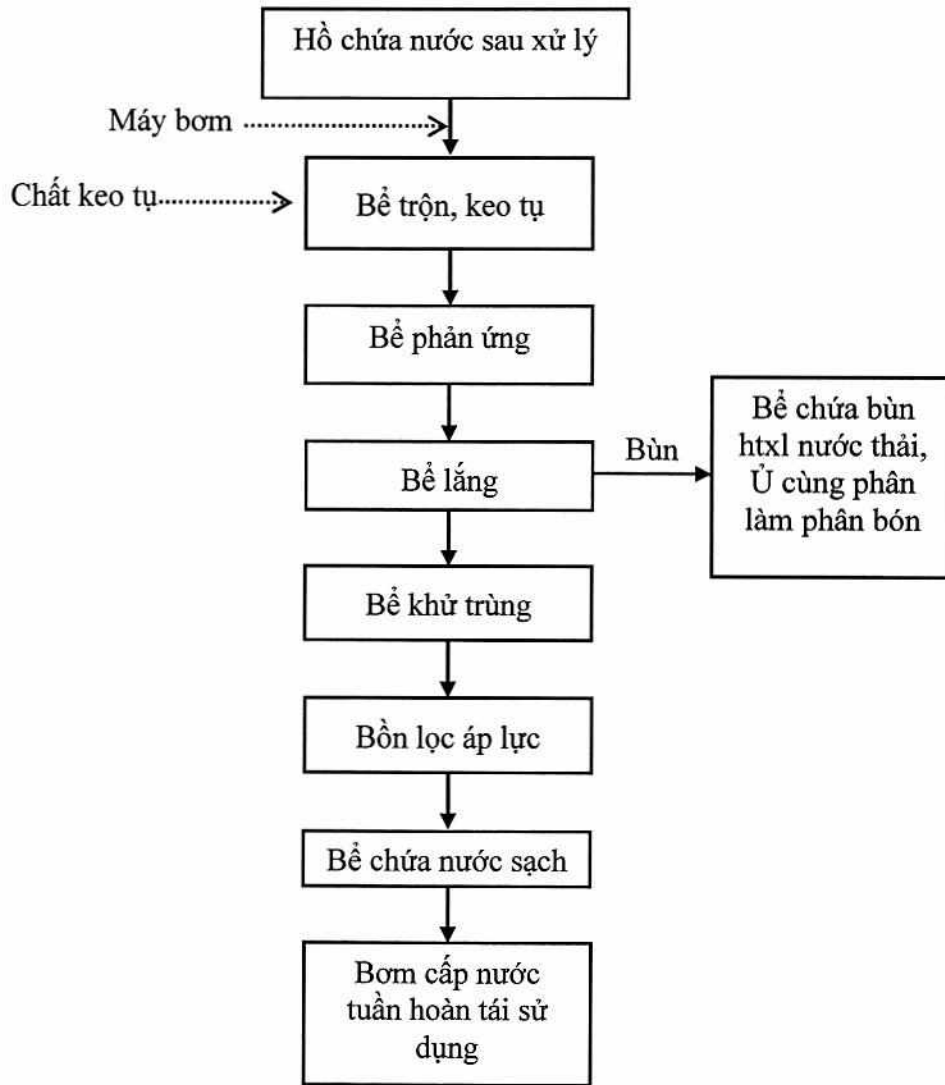 Hồ chứa nước sau xử lý
Máy bơm
Chất keo tụ
Bể trộn, keo tụ
Bể phản ứng
Bể lắng
Bùn
Bể chứa bùn
htxl nước thải,
Ủ cùng phân
làm phân bón
Bể khử trùng
Bồn lọc áp lực
Bể chứa nước sạch
Bơm cấp nước
tuần hoàn tái sử
dụng